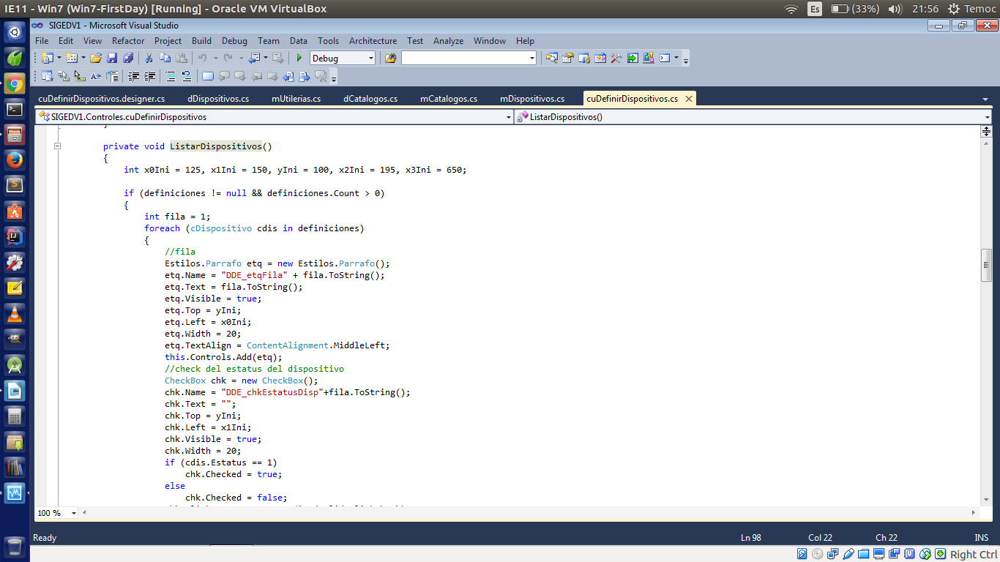 IE11 - Win7 (Win7-FirstDay) [Running] - Oracle VM VirtualBox
Es (33%) 21:56 Temoc
SIGEDV1 - Microsoft Visual Studio
File Edit View Refactor Project Build Debug Team Data Tools Architecture Test Analyze Window Help
Debug
cuDefinirDispositivos.designer.cs dDispositivos.cs mUtilerias.cs dCatalogos.cs mCatalogos.cs mDispositivos.cs cuDefinirDispositivos.cs
SIGEDV1.Controles.cuDefinirDispositivos ListarDispositivos()
private void ListarDispositivos()
{
int x0Ini = 125, x1Ini = 150, yIni = 100, x2Ini = 195, x3Ini = 650;
if (definiciones != null && definiciones.Count > 0)
{
int fila = 1;
foreach (cDispositivo cdis in definiciones)
{
//fila
Estilos.Parrafo etq = new Estilos.Parrafo();
etq.Name = "DDE_etqFila" + fila.ToString();
etq.Text = fila.ToString();
etq.Visible = true;
etq.Top = yIni;
etq.Left = x0Ini;
etq.Width = 20;
etq.TextAlign = ContentAlignment.MiddleLeft;
this.Controls.Add(etq);
//check del estatus del dispositivo
CheckBox chk = new CheckBox();
chk.Name = "DDE_chkEstatusDisp"+fila.ToString();
chk.Text = "";
chk.Top = yIni;
chk.Left = x1Ini;
chk.Visible = true;
chk.Width = 20;
if (cdis.Estatus == 1)
chk.Checked = true;
else
chk.Checked = false;
100 %
Ready Ln 98 Col 22 Ch 22 INS
Right Ctrl